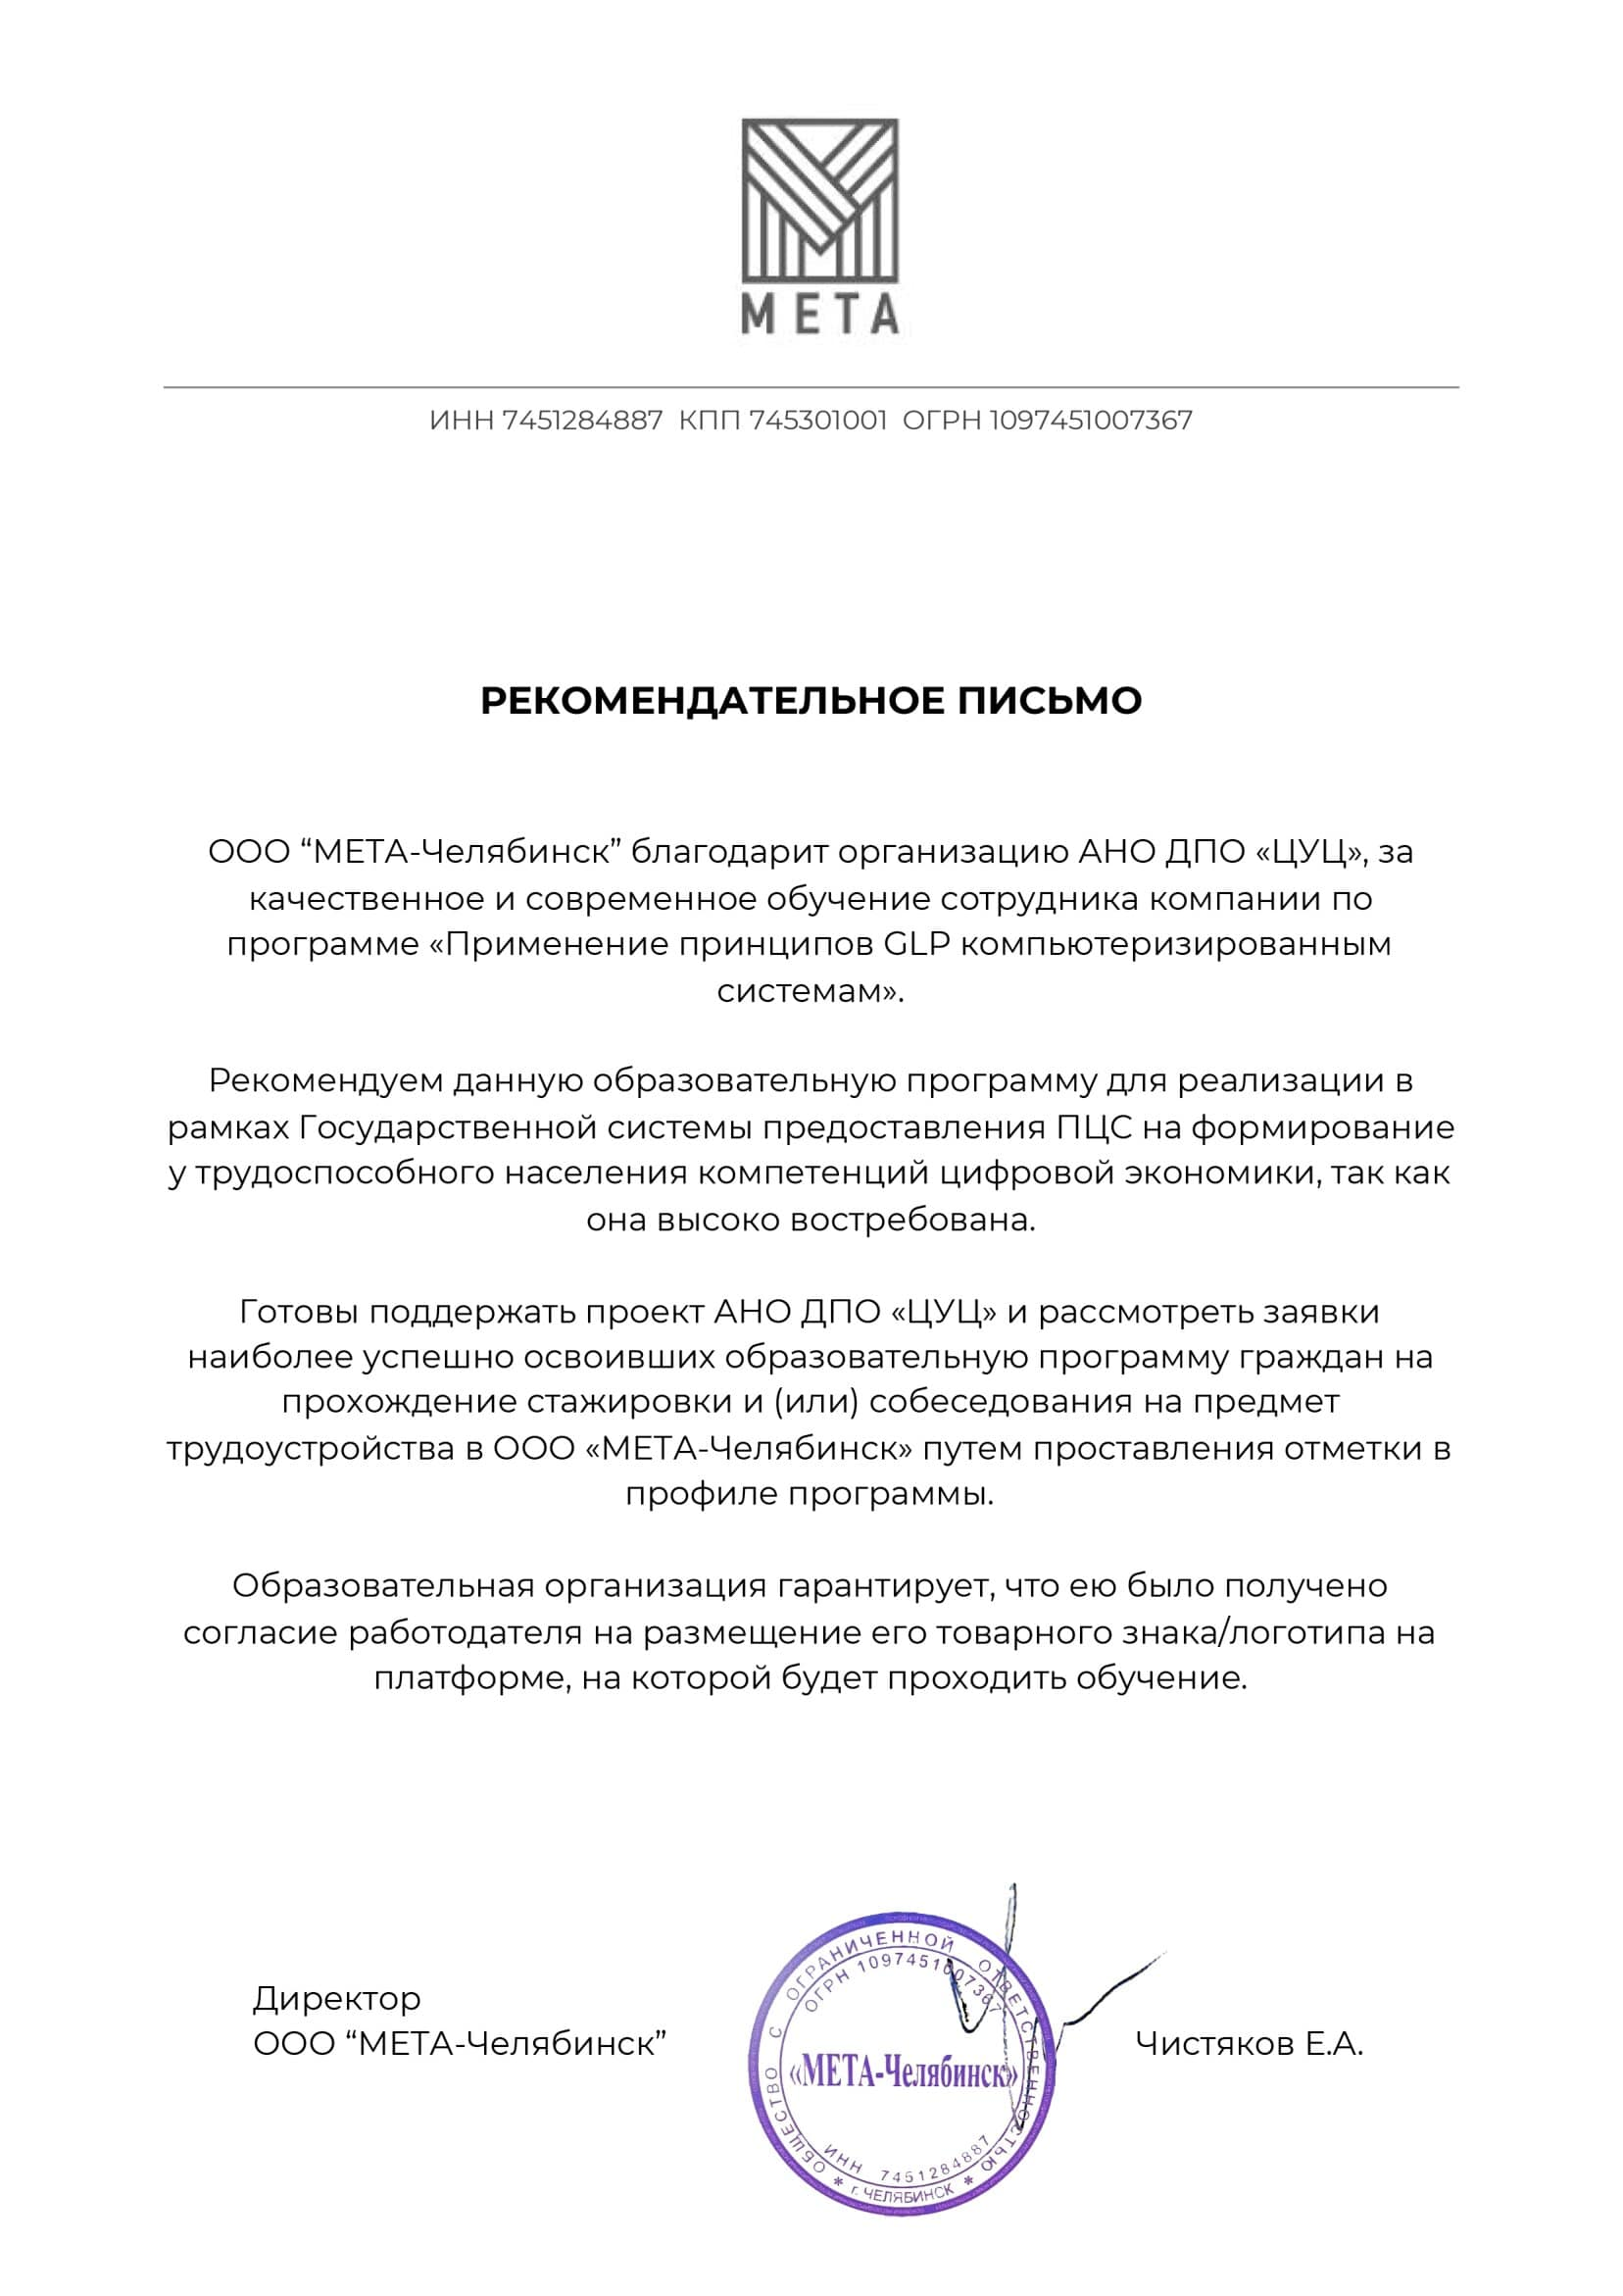 МЕТА
ИНН 7451284887 КПП 745301001 ОГРН 1097451007367
РЕКОМЕНДАТЕЛЬНОЕ ПИСЬМО
ООО “МЕТА-Челябинск” благодарит организацию АНО ДПО «ЦУЦ», за
качественное и современное обучение сотрудника компании по
программе «Применение принципов GLP компьютеризированным
системам».
Рекомендуем данную образовательную программу для реализации в
рамках Государственной системы предоставления ПЦС на формирование
у трудоспособного населения компетенций цифровой экономики, так как
она высоко востребована.
Готовы поддержать проект АНО ДПО «ЦУЦ» и рассмотреть заявки
наиболее успешно освоивших образовательную программу граждан на
прохождение стажировки и (или) собеседования на предмет
трудоустройства в ООО «МЕТА-Челябинск» путем проставления отметки в
профиле программы.
Образовательная организация гарантирует, что ею было получено
согласие работодателя на размещение его товарного знака/логотипа на
платформе, на которой будет проходить обучение.
Директор
ООО “МЕТА-Челябинск”
ОБЩЕСТВО С ОГРАНИЧЕННОЙ ОТВЕТСТВЕННОСТЬЮ
ОГРН 1097451007367
«МЕТА-Челябинск»
ИНН 7451284887
* г. ЧЕЛЯБИНСК *
Чистяков Е.А.